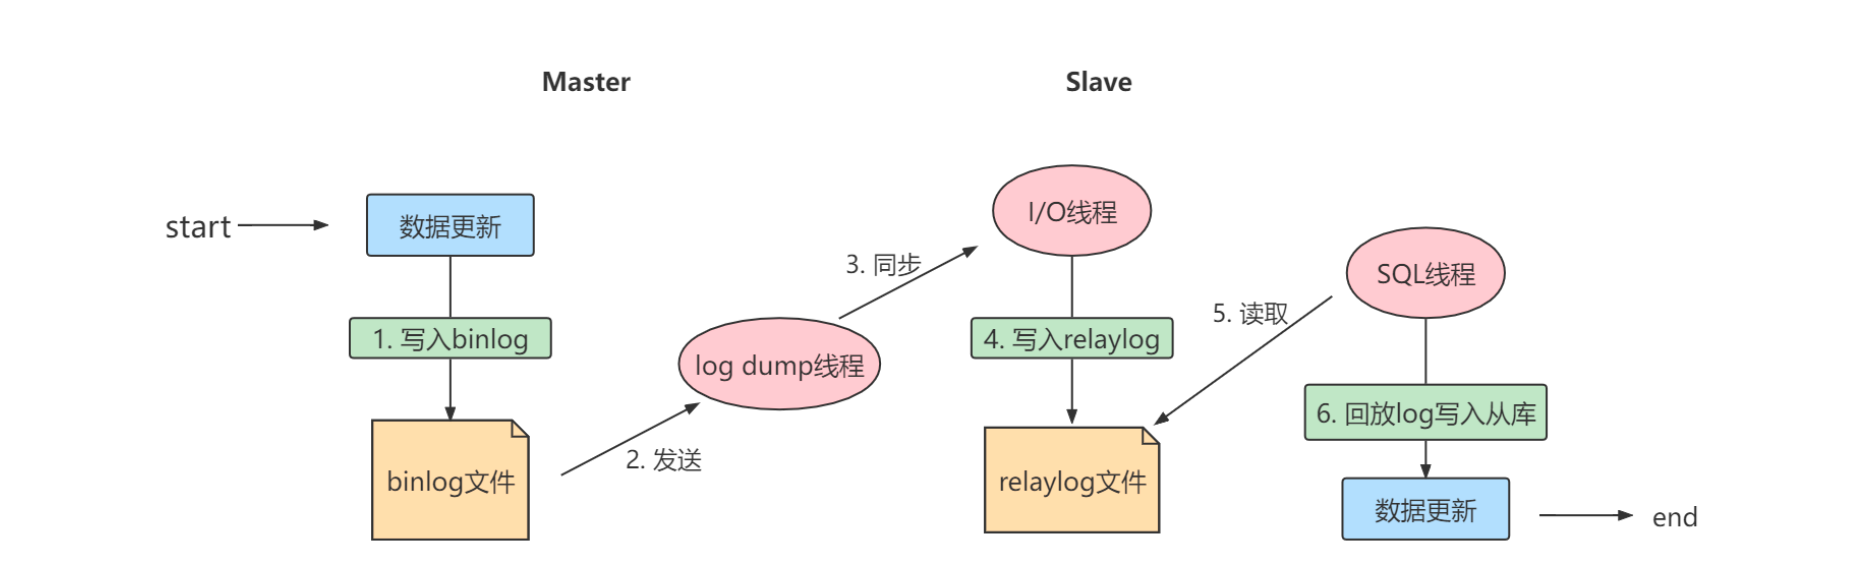 Master
Slave
start
数据更新
1. 写入binlog
binlog文件
2. 发送
log dump线程
3. 同步
I/O线程
4. 写入relaylog
relaylog文件
5. 读取
SQL线程
6. 回放log写入从库
数据更新
end